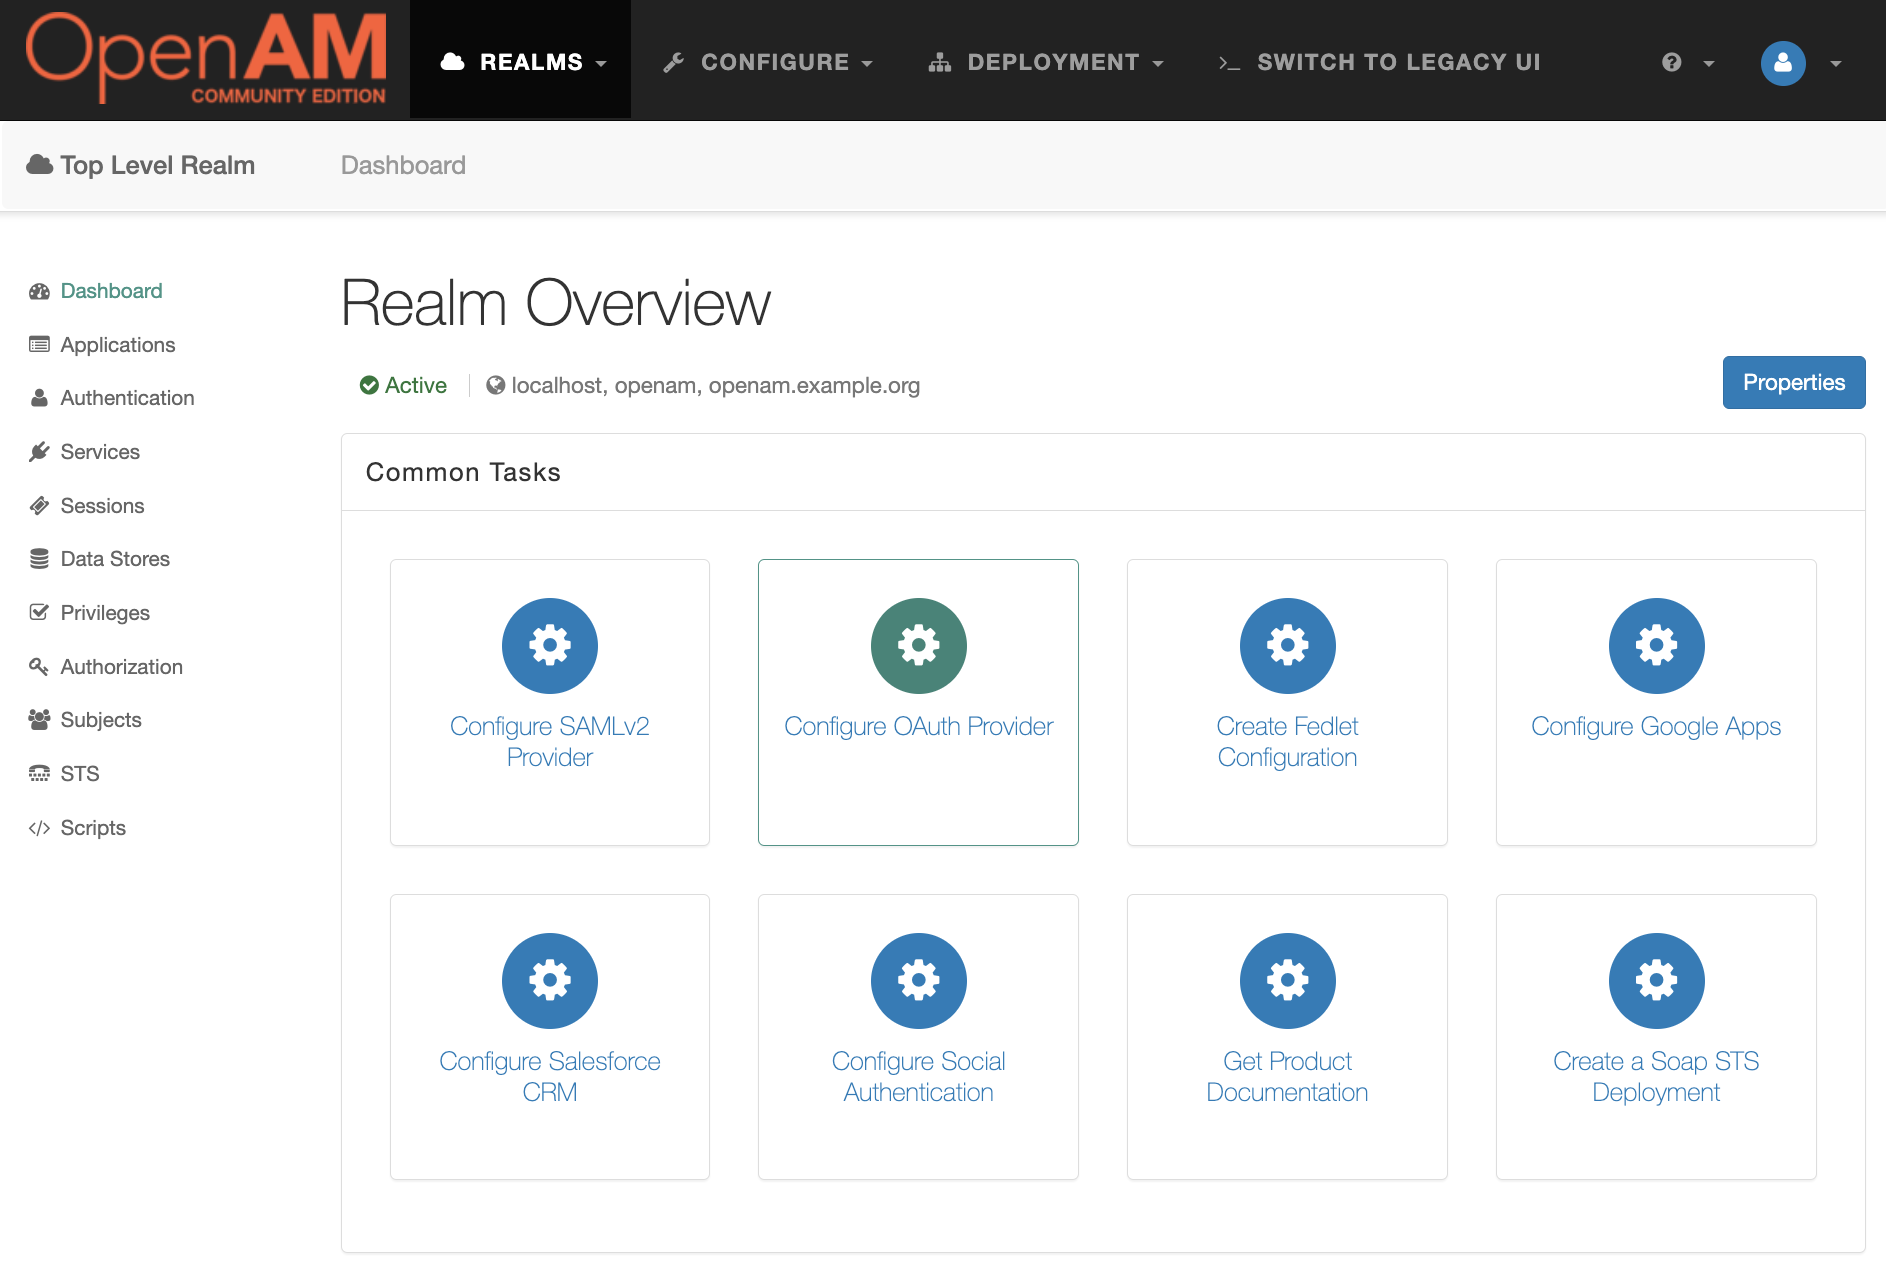 OpenAM
COMMUNITY EDITION
REALMS
CONFIGURE
DEPLOYMENT
SWITCH TO LEGACY UI
Top Level Realm
Dashboard
Dashboard
Applications
Authentication
Services
Sessions
Data Stores
Privileges
Authorization
Subjects
STS
Scripts
Realm Overview
Active
localhost, openam, openam.example.org
Properties
Common Tasks
Configure SAMLv2
Provider
Configure OAuth Provider
Create Fedlet
Configuration
Configure Google Apps
Configure Salesforce
CRM
Configure Social
Authentication
Get Product
Documentation
Create a Soap STS
Deployment